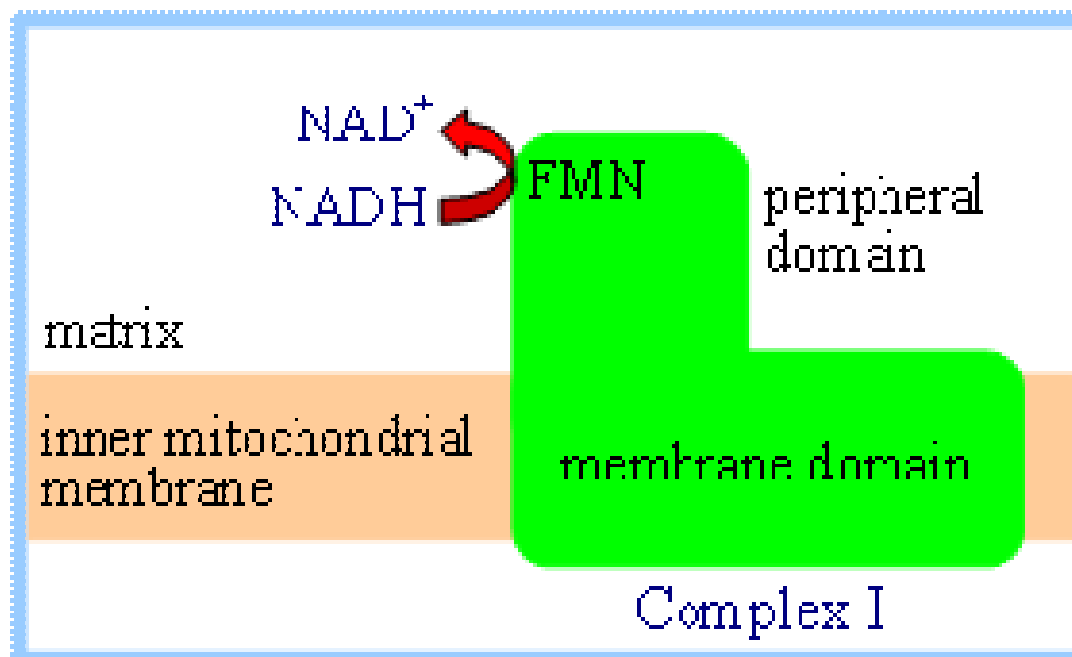 NAD⁺
NADH
FMN
peripheral
domain
matrix
inner mitochondrial
membrane
membrane domain
Complex I